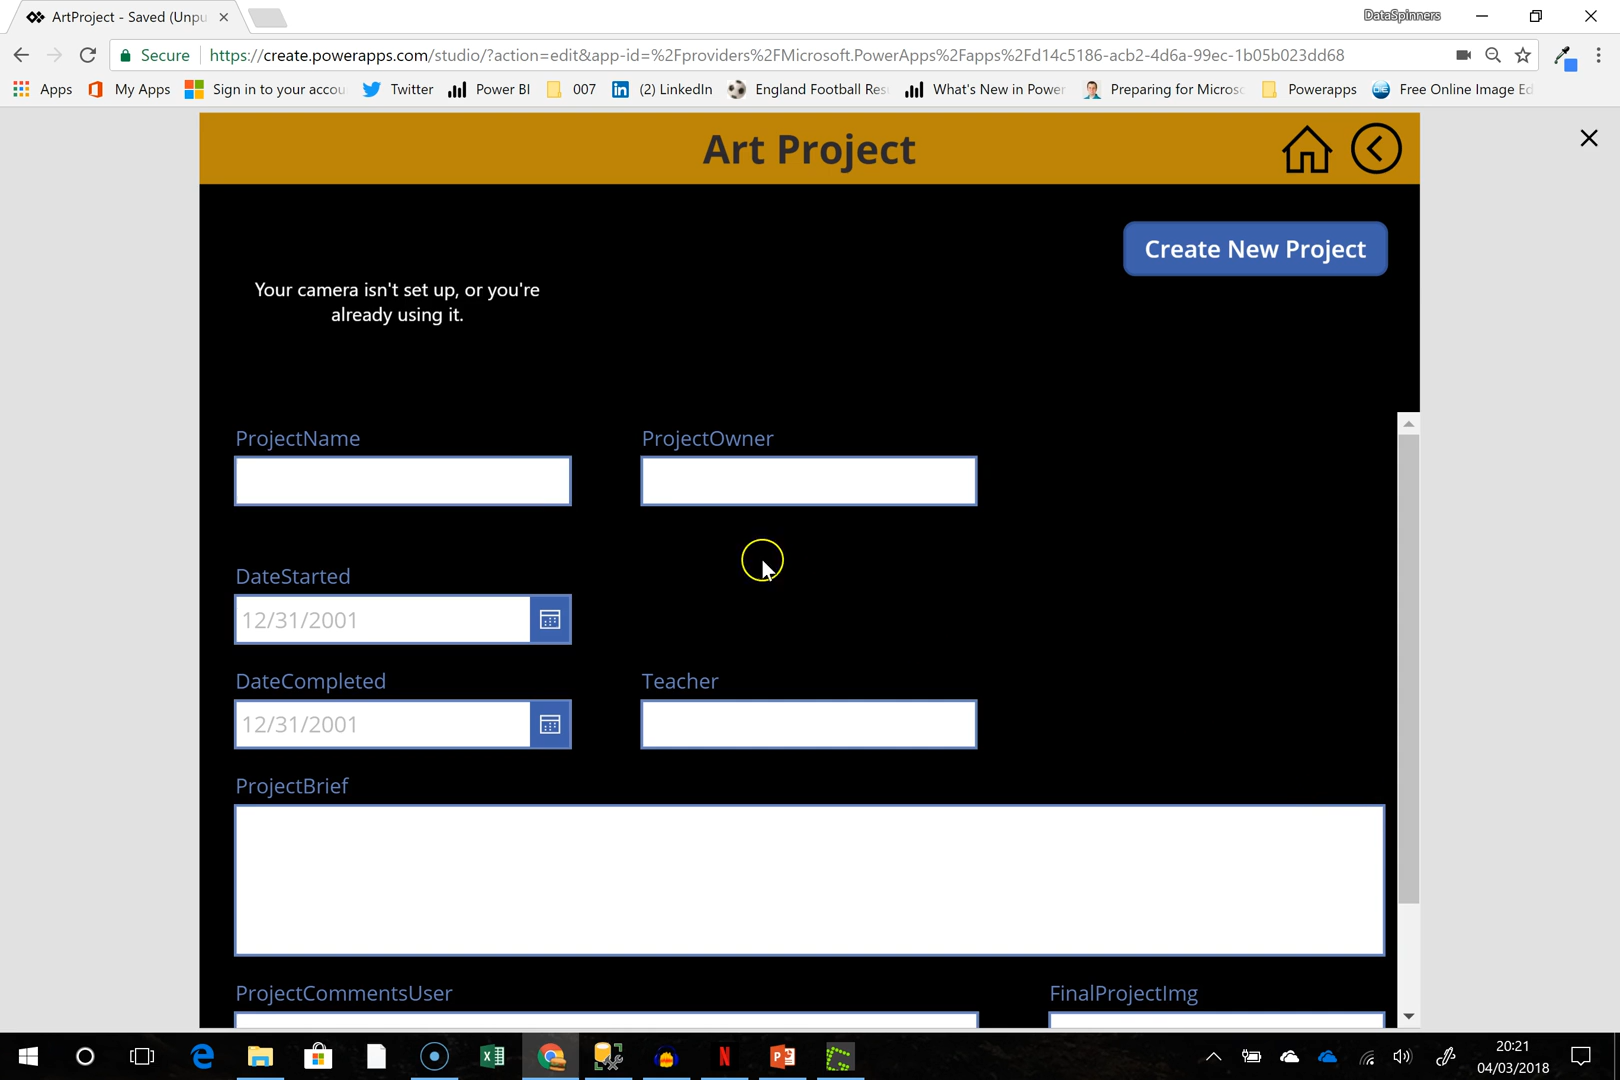 ArtProject - Saved (Unpu
DataSpinners
Secure
https://create.powerapps.com/studio/?action=edit&app-id=%2Fproviders%2FMicrosoft.PowerApps%2Fapps%2Fd14c5186-acb2-4d6a-99ec-1b05b023dd68
Apps
My Apps
Sign in to your accou
Twitter
Power BI
007
(2) LinkedIn
England Football Res
What's New in Power
Preparing for Microsc
Powerapps
Free Online Image Ed
Art Project
Create New Project
Your camera isn't set up, or you're
already using it.
ProjectName
ProjectOwner
DateStarted
12/31/2001
DateCompleted
Teacher
12/31/2001
ProjectBrief
ProjectCommentsUser
FinalProjectImg
20:21
04/03/2018